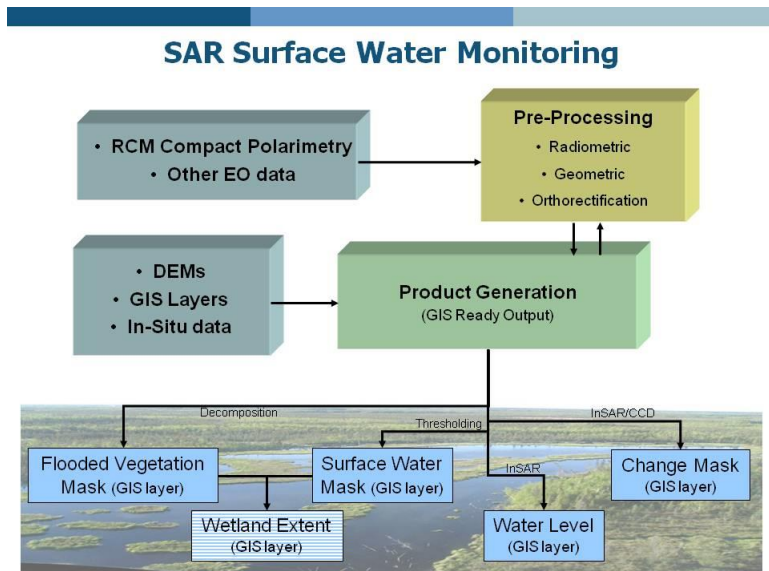 SAR Surface Water Monitoring
• RCM Compact Polarimetry
• Other EO data
Pre-Processing
• Radiometric
• Geometric
• Orthorectification
• DEMs
• GIS Layers
• In-Situ data
Product Generation
(GIS Ready Output)
Decomposition
Thresholding
InSAR/CCD
InSAR
Flooded Vegetation
Mask (GIS layer)
Surface Water
Mask (GIS layer)
Change Mask
(GIS layer)
Wetland Extent
(GIS layer)
Water Level
(GIS layer)